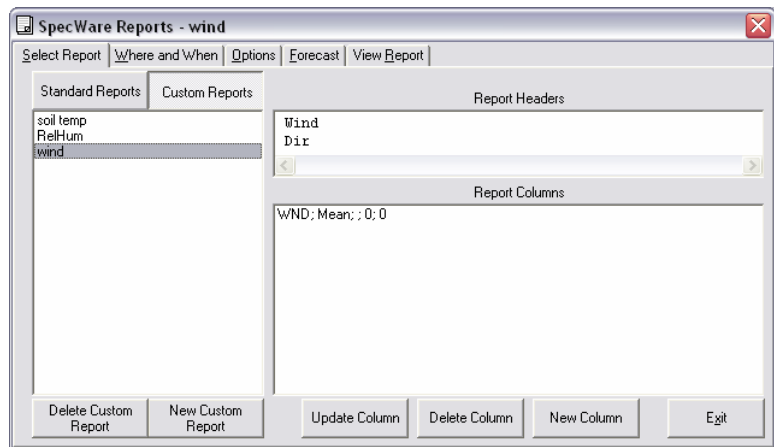 SpecWare Reports - wind
Select Report
Where and When
Options
Forecast
View Report
Standard Reports
Custom Reports
soil temp
RelHum
wind
Report Headers
Wind
Dir
Report Columns
WND; Mean; ; 0; 0
Delete Custom
Report
New Custom
Report
Update Column
Delete Column
New Column
Exit